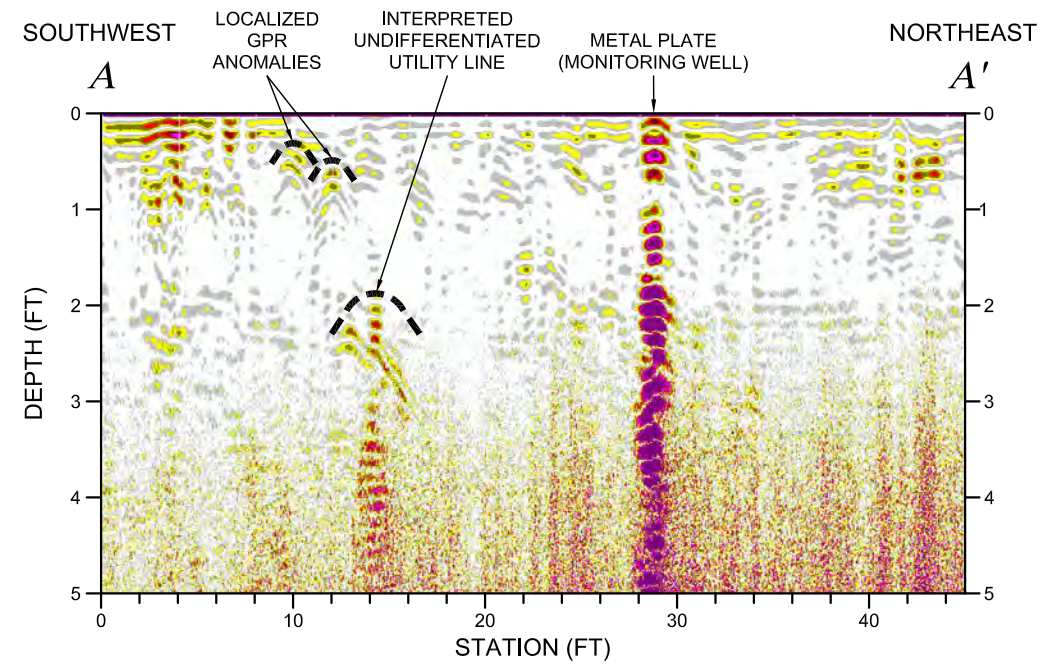 SOUTHWEST
A
LOCALIZED
GPR
ANOMALIES
INTERPRETED
UNDIFFERENTIATED
UTILITY LINE
METAL PLATE
(MONITORING WELL)
NORTHEAST
A'
0
1
2
3
4
5
DEPTH (FT)
0
1
2
3
4
5
0
10
20
30
40
STATION (FT)